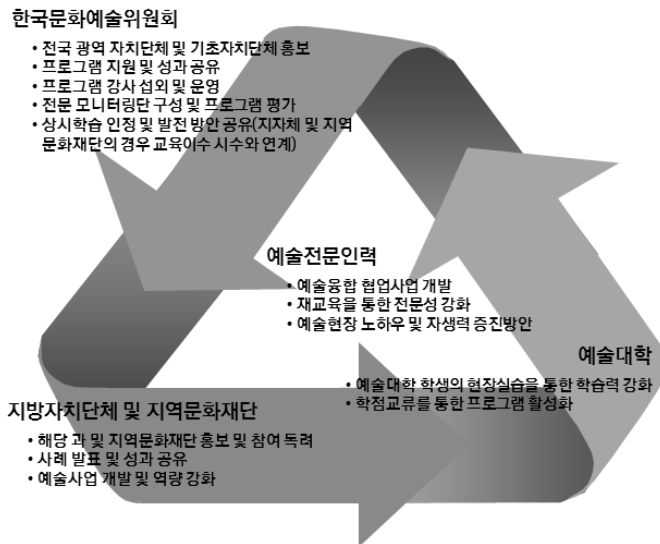 한국문화예술위원회
• 전국 광역 자치단체 및 기초자치단체 홍보
• 프로그램 지원 및 성과 공유
• 프로그램 강사 섭외 및 운영
• 전문 모니터링단 구성 및 프로그램 평가
• 상시학습 인정 및 발전 방안 공유(지자체 및 지역
문화재단의 경우 교육이수 시수와 연계)
예술전문인력
• 예술융합 협업사업 개발
• 재교육을 통한 전문성 강화
• 예술현장 노하우 및 자생력 증진방안
예술대학
• 예술대학 학생의 현장실습을 통한 학습력 강화
• 학점교류를 통한 프로그램 활성화
지방자치단체 및 지역문화재단
• 해당 과 및 지역문화재단 홍보 및 참여 독려
• 사례 발표 및 성과 공유
• 예술사업 개발 및 역량 강화